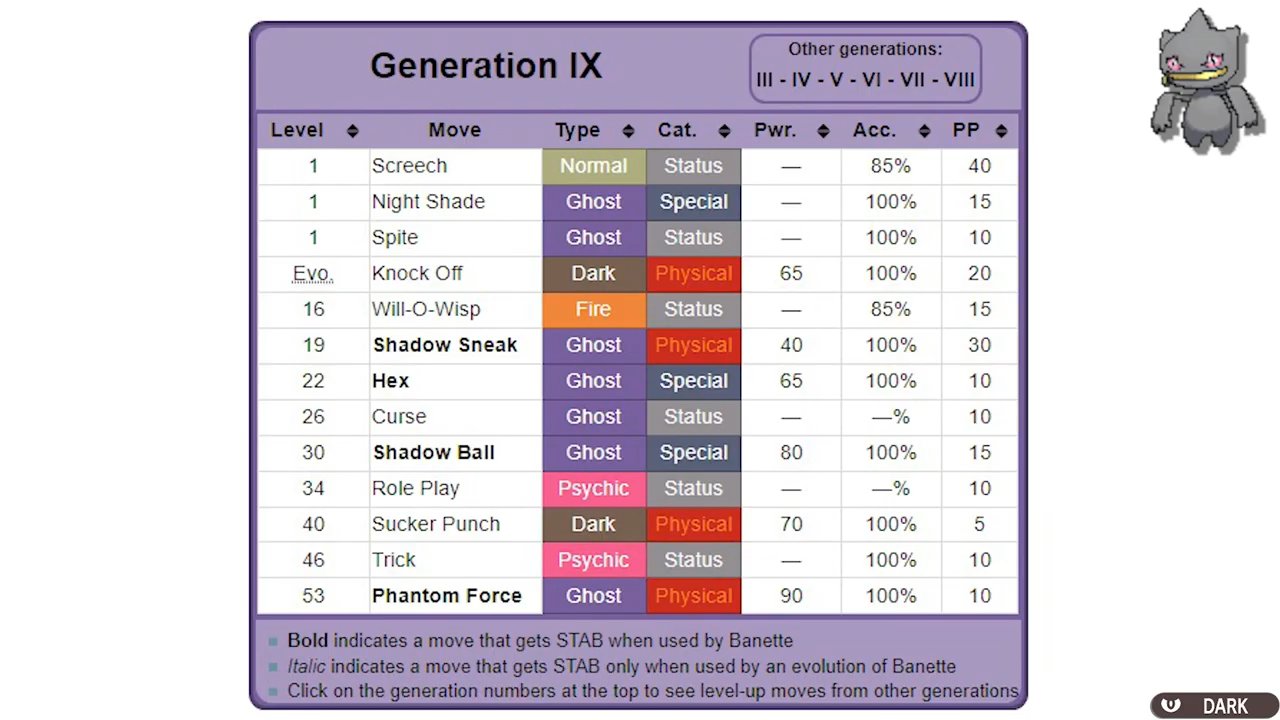 Generation IX
Other generations:
III - IV - V - VI - VII - VIII
Level Move Type Cat. Pwr. Acc. PP
1 Screech Normal Status — 85% 40
1 Night Shade Ghost Special — 100% 15
1 Spite Ghost Status — 100% 10
Evo. Knock Off Dark Physical 65 100% 20
16 Will-O-Wisp Fire Status — 85% 15
19 Shadow Sneak Ghost Physical 40 100% 30
22 Hex Ghost Special 65 100% 10
26 Curse Ghost Status — —% 10
30 Shadow Ball Ghost Special 80 100% 15
34 Role Play Psychic Status — —% 10
40 Sucker Punch Dark Physical 70 100% 5
46 Trick Psychic Status — 100% 10
53 Phantom Force Ghost Physical 90 100% 10
Bold indicates a move that gets STAB when used by Banette
Italic indicates a move that gets STAB only when used by an evolution of Banette
Click on the generation numbers at the top to see level-up moves from other generations
DARK